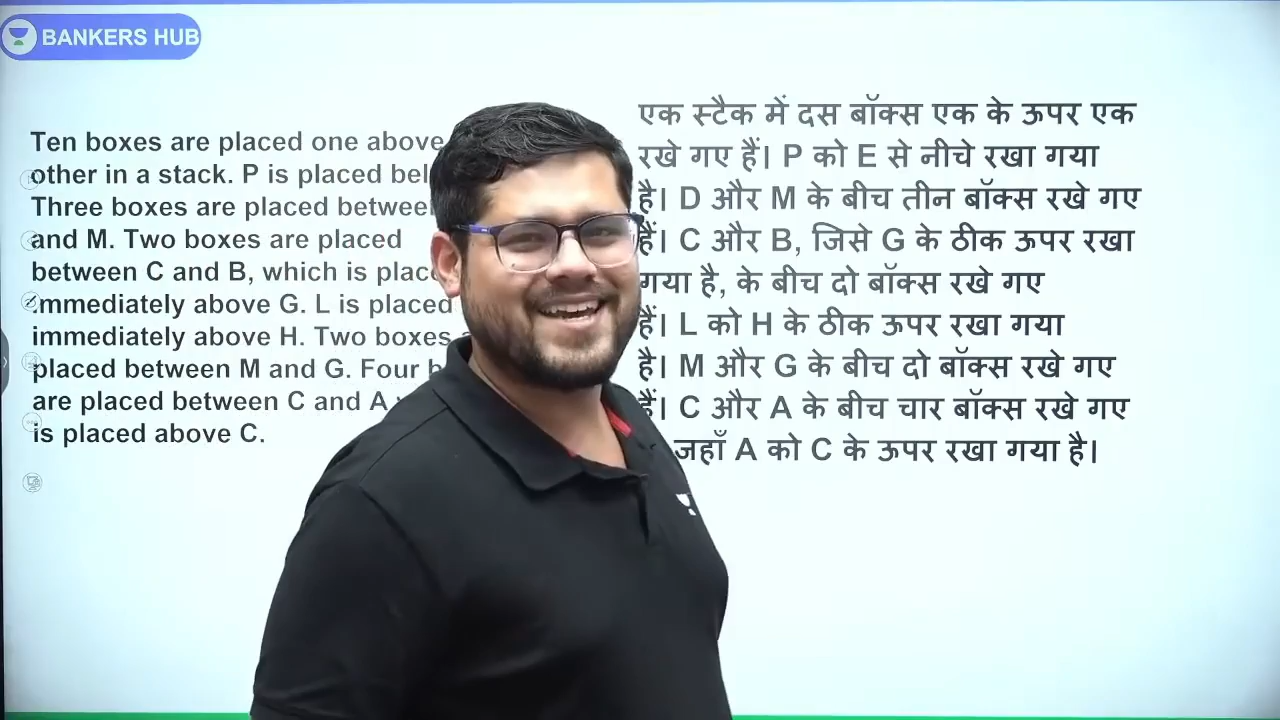 BANKERS HUB
Ten boxes are placed one above
other in a stack. P is placed
Three boxes are placed
and M. Two boxes are placed
between C and B, which is
immediately above G. L is placed
immediately above H. Two boxes
placed between M and G. Four
are placed between C and A
is placed above C.
एक स्टैक में दस बॉक्स एक के ऊपर एक
रखे गए हैं। P को E से नीचे रखा गया
है। D और M के बीच तीन बॉक्स रखे गए
हैं। C और B, जिसे G के ठीक ऊपर रखा
गया है, के बीच दो बॉक्स रखे गए
हैं। L को H के ठीक ऊपर रखा गया
है। M और G के बीच दो बॉक्स रखे गए
हैं। C और A के बीच चार बॉक्स रखे गए
जहाँ A को C के ऊपर रखा गया है।